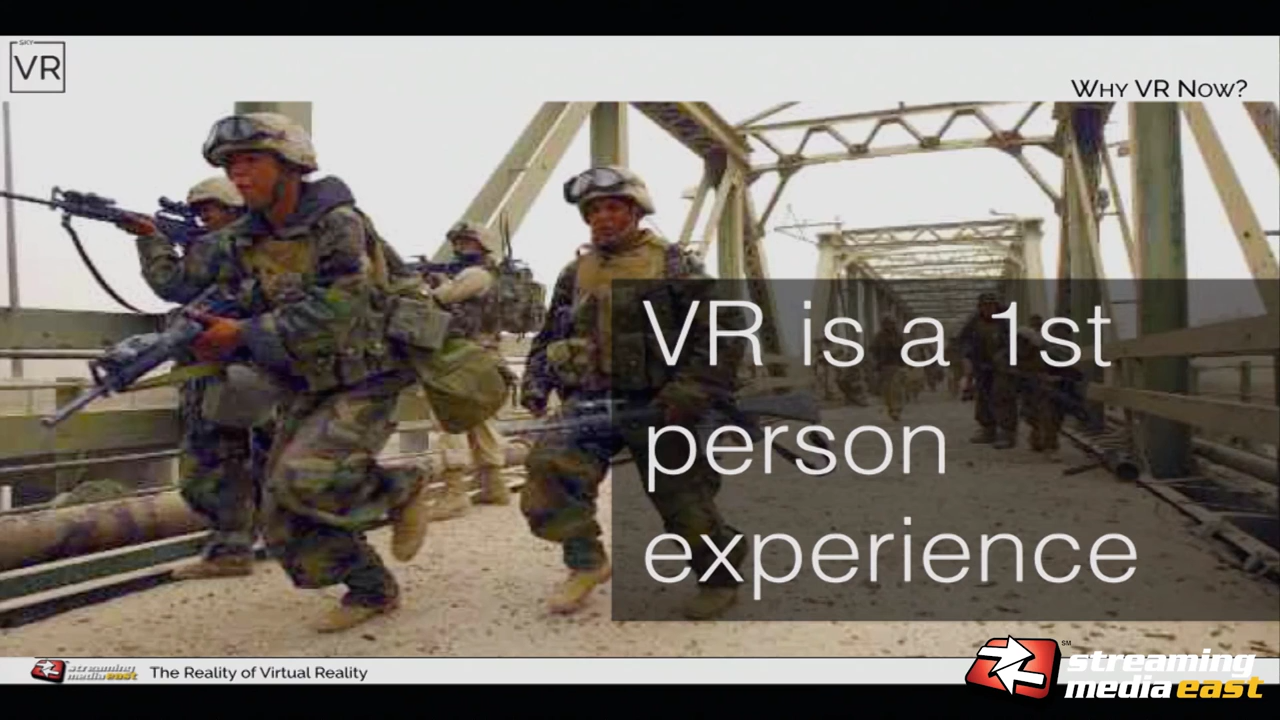 SKY
VR
WHY VR NOW?
VR is a 1st
person
experience
streaming
media east
The Reality of Virtual Reality
SM
streaming
media east